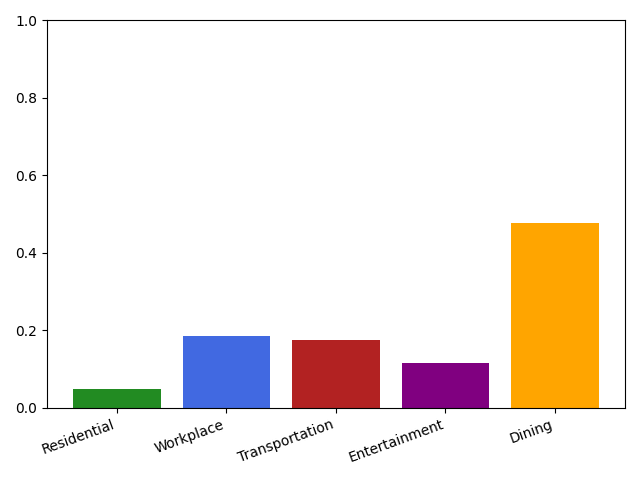 1.0
0.8
0.6
0.4
0.2
0.0
Residential
Workplace
Transportation
Entertainment
Dining